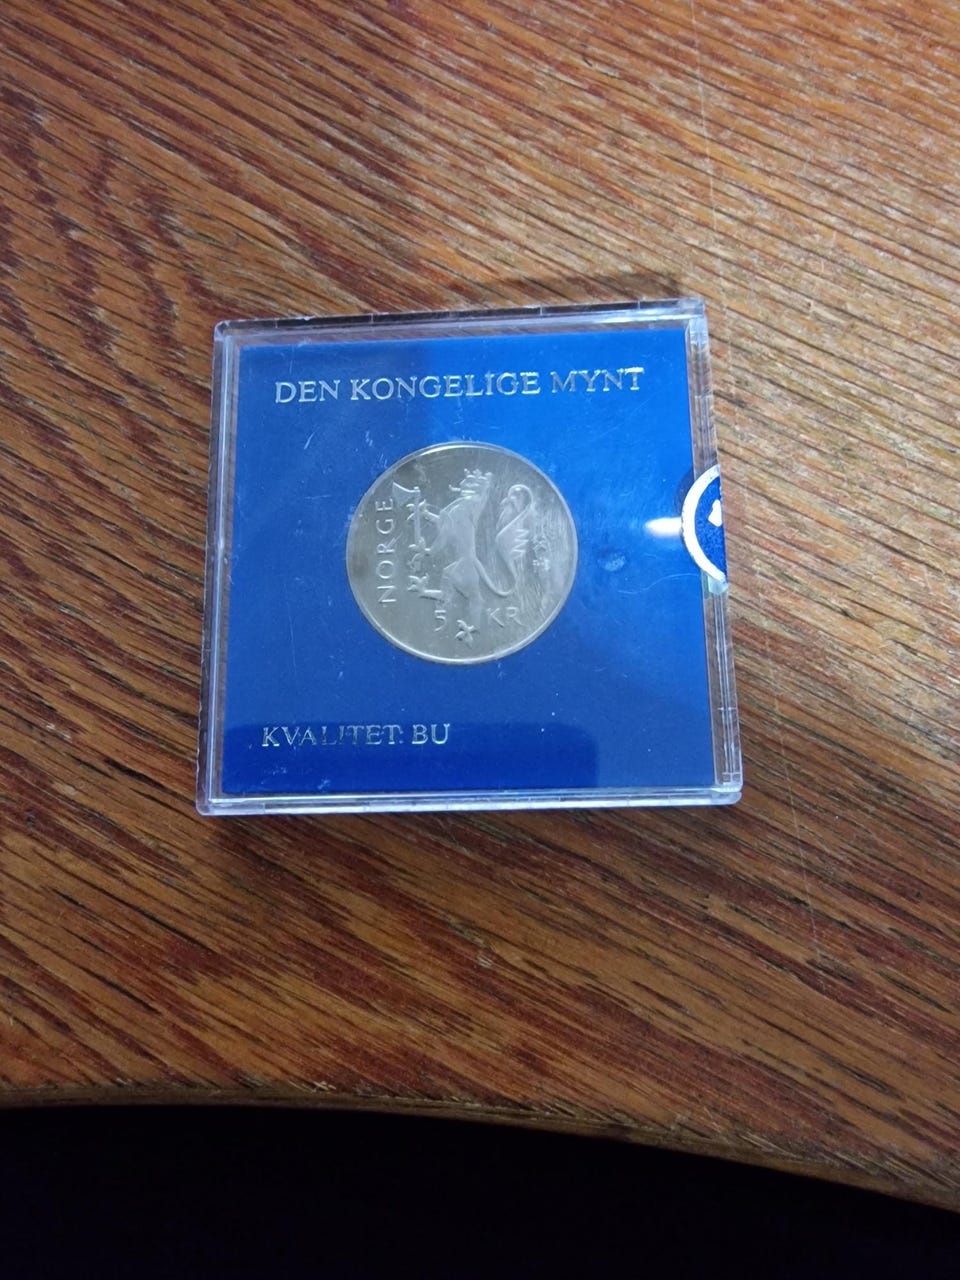 DEN KONGELIGE MYNT
NORGE
5 KR
KVALITET: BU